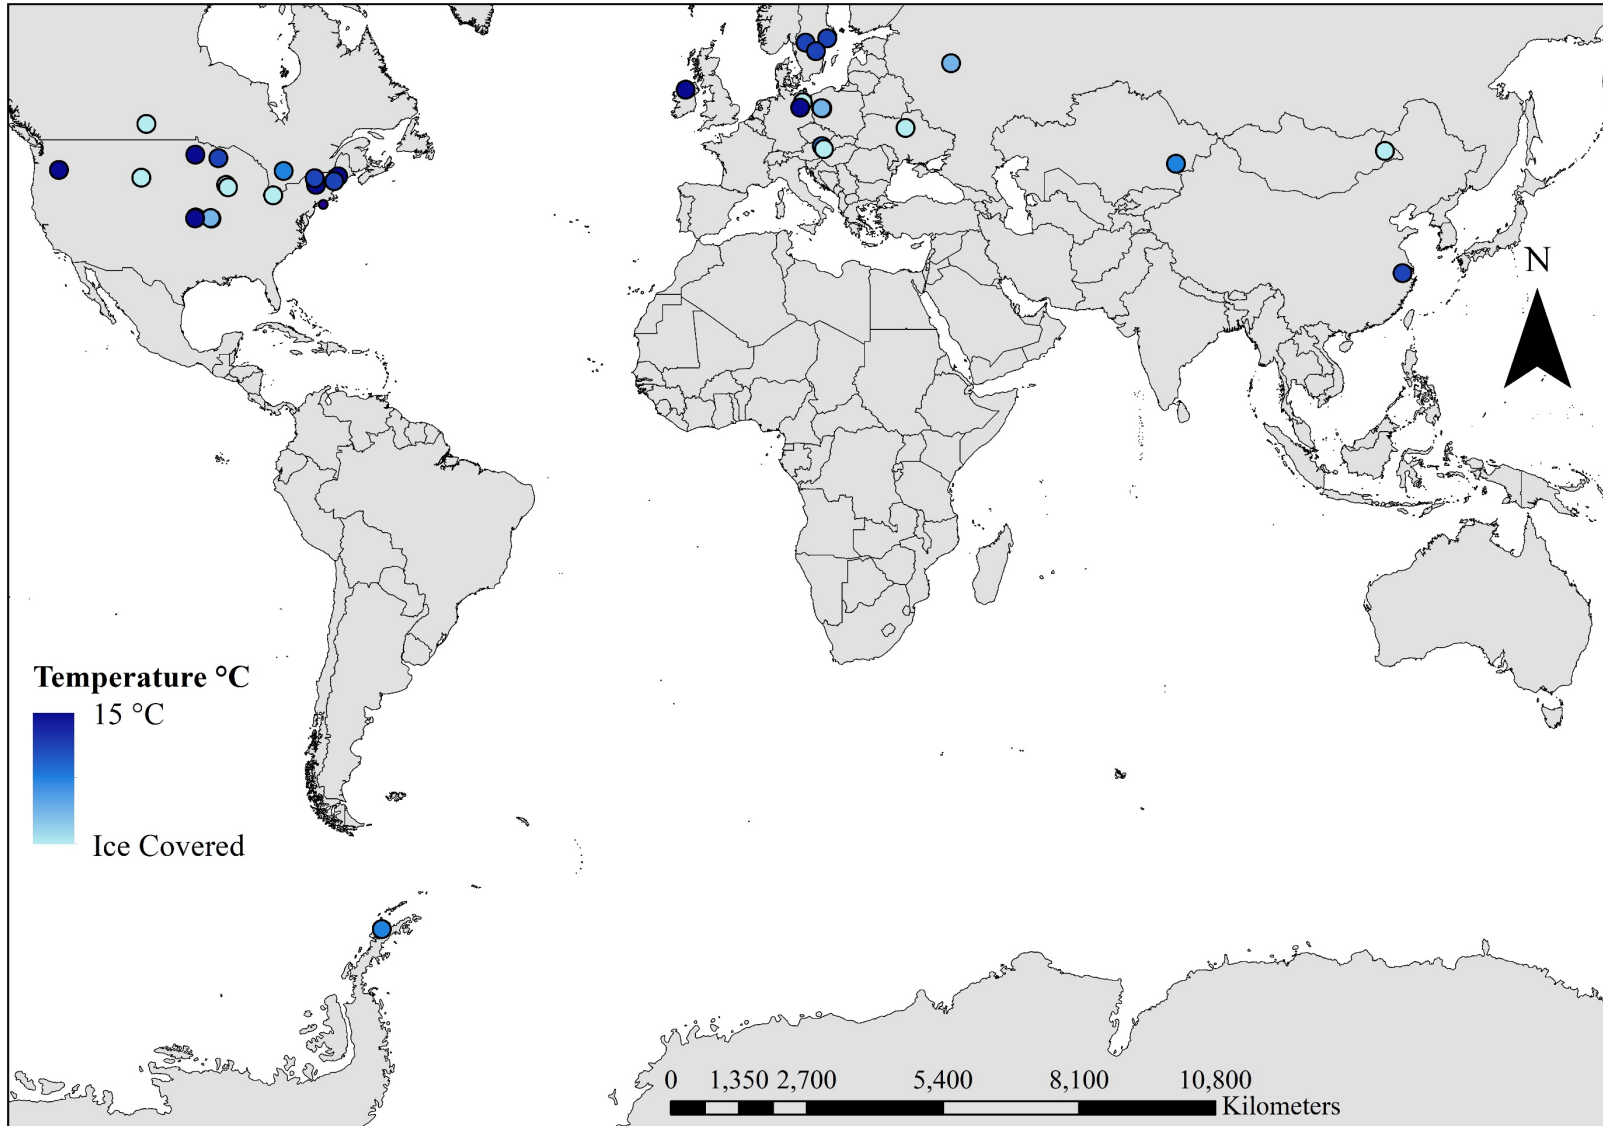 N
Temperature °C
15 °C
Ice Covered
0 1,350 2,700 5,400 8,100 10,800
Kilometers